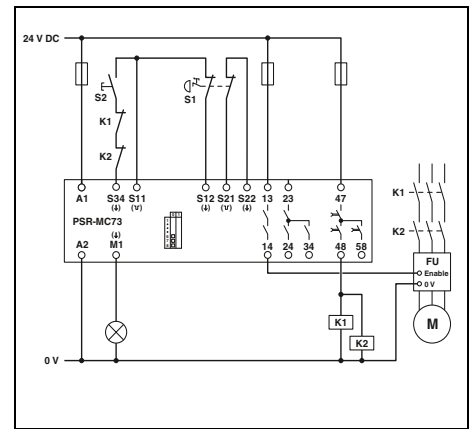 24 V DC
S2
S1
K1
K2
A1 S34 S11 S12 S21 S22 13 23 47
PSR-MC73
A2 M1 14 24 34 48 58
K1
K2
FU
Enable
0 V
M
K1
K2
0 V